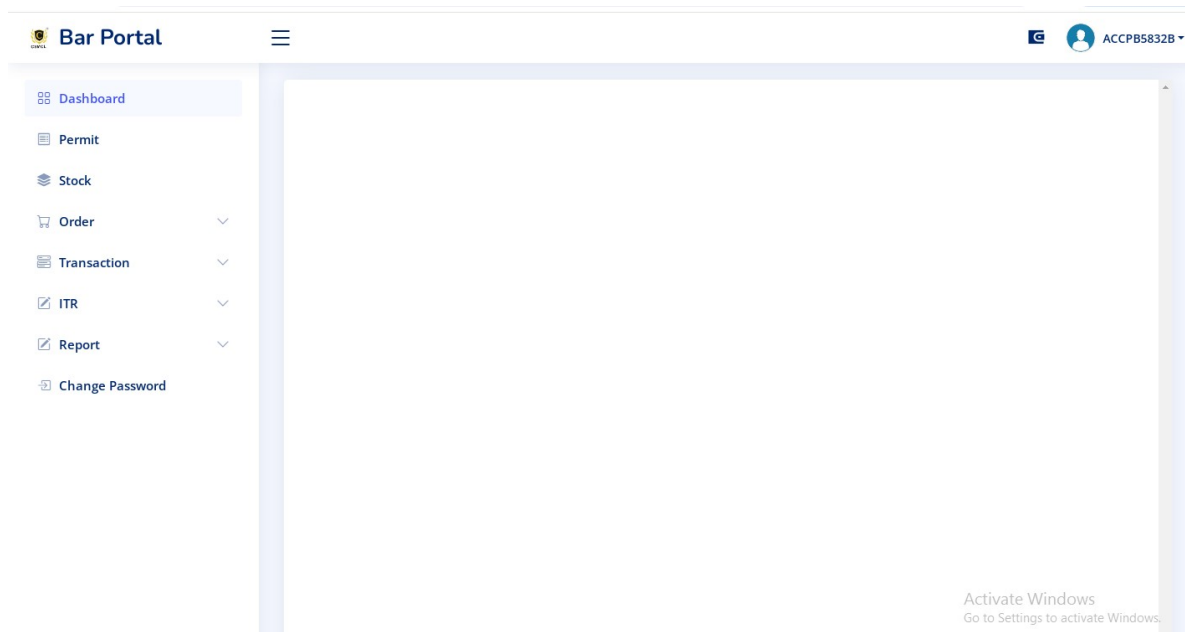 Bar Portal
ACCPB5832B
Dashboard
Permit
Stock
Order
Transaction
ITR
Report
Change Password
Activate Windows
Go to Settings to activate Windows.